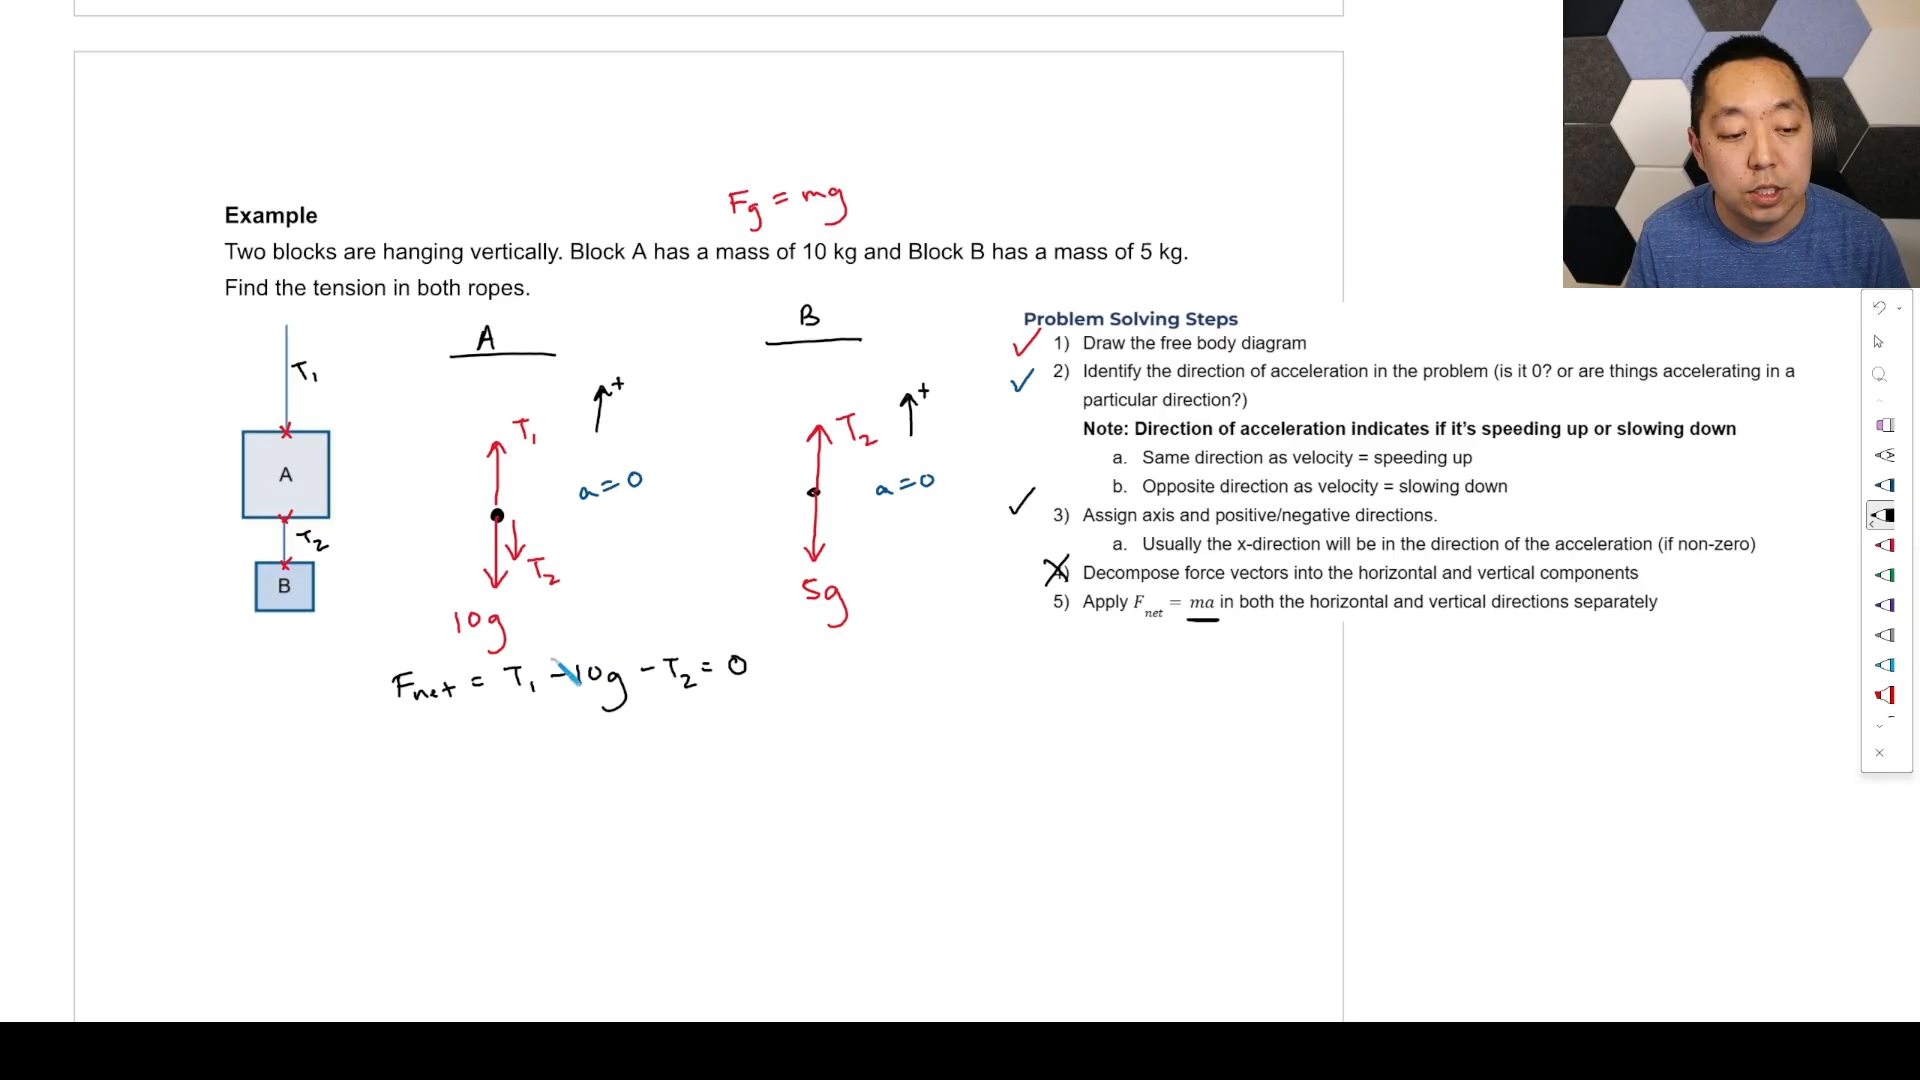 F_g = mg
Example
Two blocks are hanging vertically. Block A has a mass of 10 kg and Block B has a mass of 5 kg.
Find the tension in both ropes.
T₁
A
T₂
B
A
+
T₁
a = 0
T₂
10g
B
+
T₂
a = 0
5g
F_net = T₁ - 10g - T₂ = 0
Problem Solving Steps
1) Draw the free body diagram
2) Identify the direction of acceleration in the problem (is it 0? or are things accelerating in a
particular direction?)
Note: Direction of acceleration indicates if it’s speeding up or slowing down
a. Same direction as velocity = speeding up
b. Opposite direction as velocity = slowing down
3) Assign axis and positive/negative directions.
a. Usually the x-direction will be in the direction of the acceleration (if non-zero)
4) Decompose force vectors into the horizontal and vertical components
5) Apply F_net = ma in both the horizontal and vertical directions separately